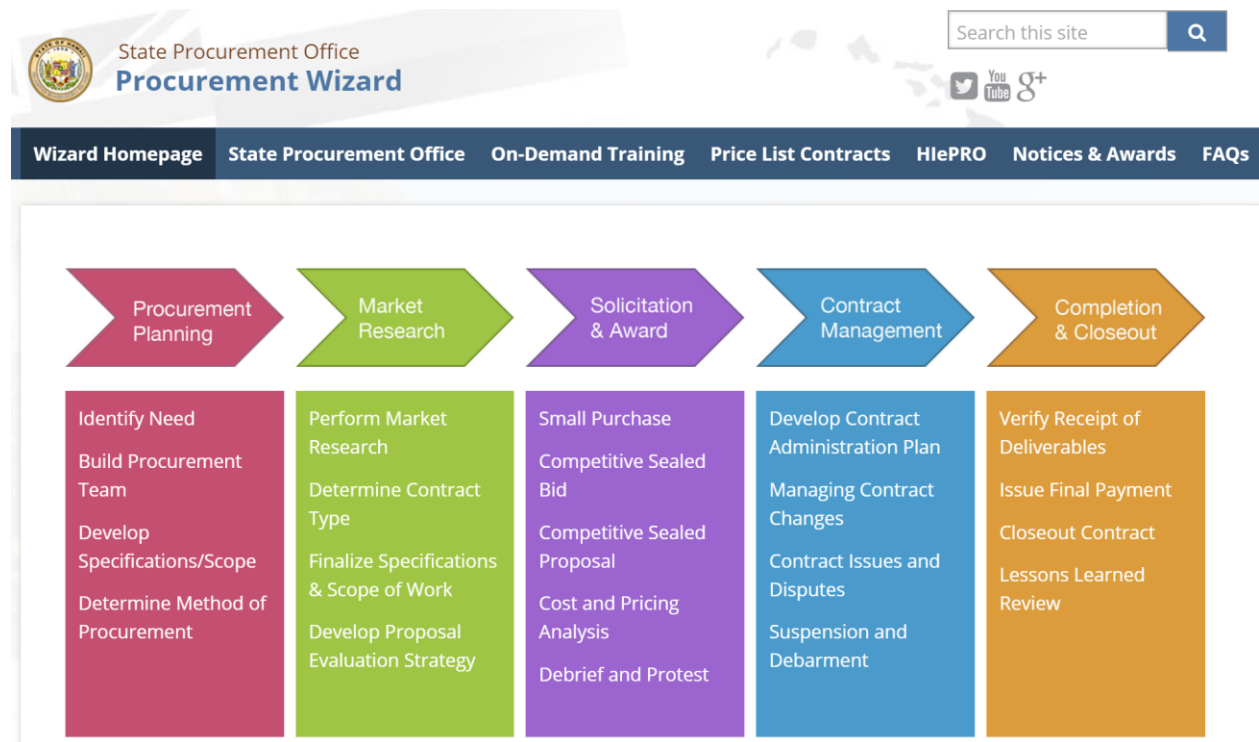 State Procurement Office
Procurement Wizard
Search this site
You
Tube
g+
Wizard Homepage State Procurement Office On-Demand Training Price List Contracts HIePRO Notices & Awards FAQs
Procurement
Planning
Market
Research
Solicitation
& Award
Contract
Management
Completion
& Closeout
Identify Need
Build Procurement
Team
Develop
Specifications/Scope
Determine Method of
Procurement
Perform Market
Research
Determine Contract
Type
Finalize Specifications
& Scope of Work
Develop Proposal
Evaluation Strategy
Small Purchase
Competitive Sealed
Bid
Competitive Sealed
Proposal
Cost and Pricing
Analysis
Debrief and Protest
Develop Contract
Administration Plan
Managing Contract
Changes
Contract Issues and
Disputes
Suspension and
Debarment
Verify Receipt of
Deliverables
Issue Final Payment
Closeout Contract
Lessons Learned
Review